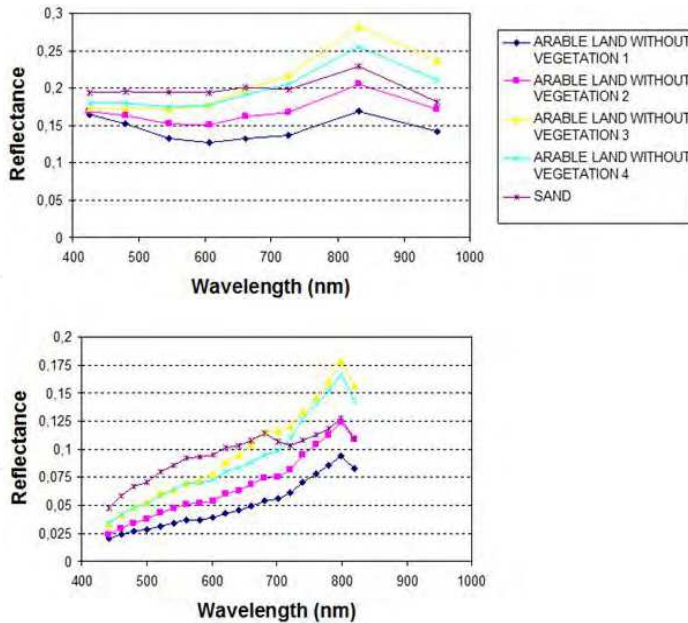 0,3
0,25
0,2
0,15
0,1
0,05
0
Reflectance
400 500 600 700 800 900 1000
Wavelength (nm)
ARABLE LAND WITHOUT
VEGETATION 1
ARABLE LAND WITHOUT
VEGETATION 2
ARABLE LAND WITHOUT
VEGETATION 3
ARABLE LAND WITHOUT
VEGETATION 4
SAND
0,2
0,175
0,15
0,125
0,1
0,075
0,05
0,025
0
Reflectance
400 500 600 700 800 900 1000
Wavelength (nm)